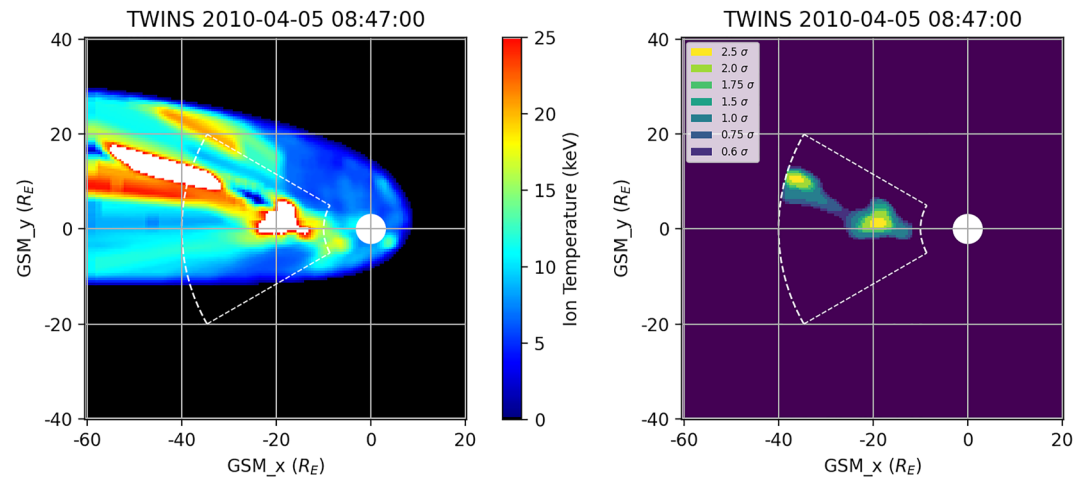 TWINS 2010-04-05 08:47:00
40
20
0
-20
-40
GSM_y (R_E)
-60
-40
-20
0
20
GSM_x (R_E)
25
20
15
10
5
0
Ion Temperature (keV)
TWINS 2010-04-05 08:47:00
2.5 σ
2.0 σ
1.75 σ
1.5 σ
1.0 σ
0.75 σ
0.6 σ
40
20
0
-20
-40
GSM_y (R_E)
-60
-40
-20
0
20
GSM_x (R_E)